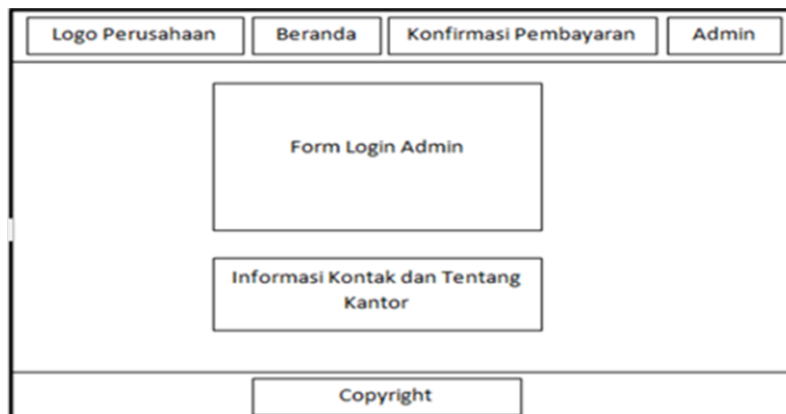 Logo Perusahaan Beranda Konfirmasi Pembayaran Admin
Form Login Admin
Informasi Kontak dan Tentang
Kantor
Copyright